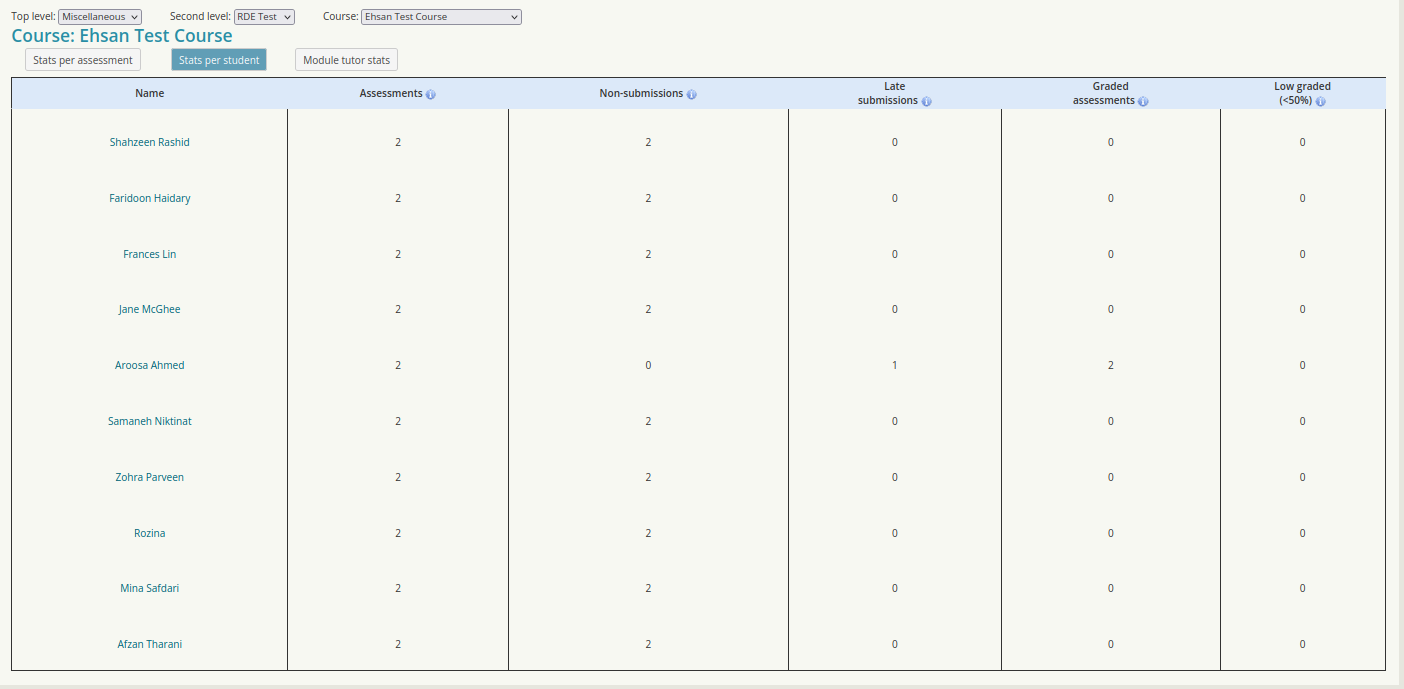 Top level: Miscellaneous Second level: RDE Test Course: Ehsan Test Course
Course: Ehsan Test Course
Stats per assessment Stats per student Module tutor stats
Name Assessments Non-submissions Late submissions Graded assessments Low graded (<50%)
Shahzeen Rashid 2 2 0 0 0
Faridoon Haidary 2 2 0 0 0
Frances Lin 2 2 0 0 0
Jane McGhee 2 2 0 0 0
Aroosa Ahmed 2 0 1 2 0
Samaneh Niktinat 2 2 0 0 0
Zohra Parveen 2 2 0 0 0
Rozina 2 2 0 0 0
Mina Safdari 2 2 0 0 0
Afzan Tharani 2 2 0 0 0